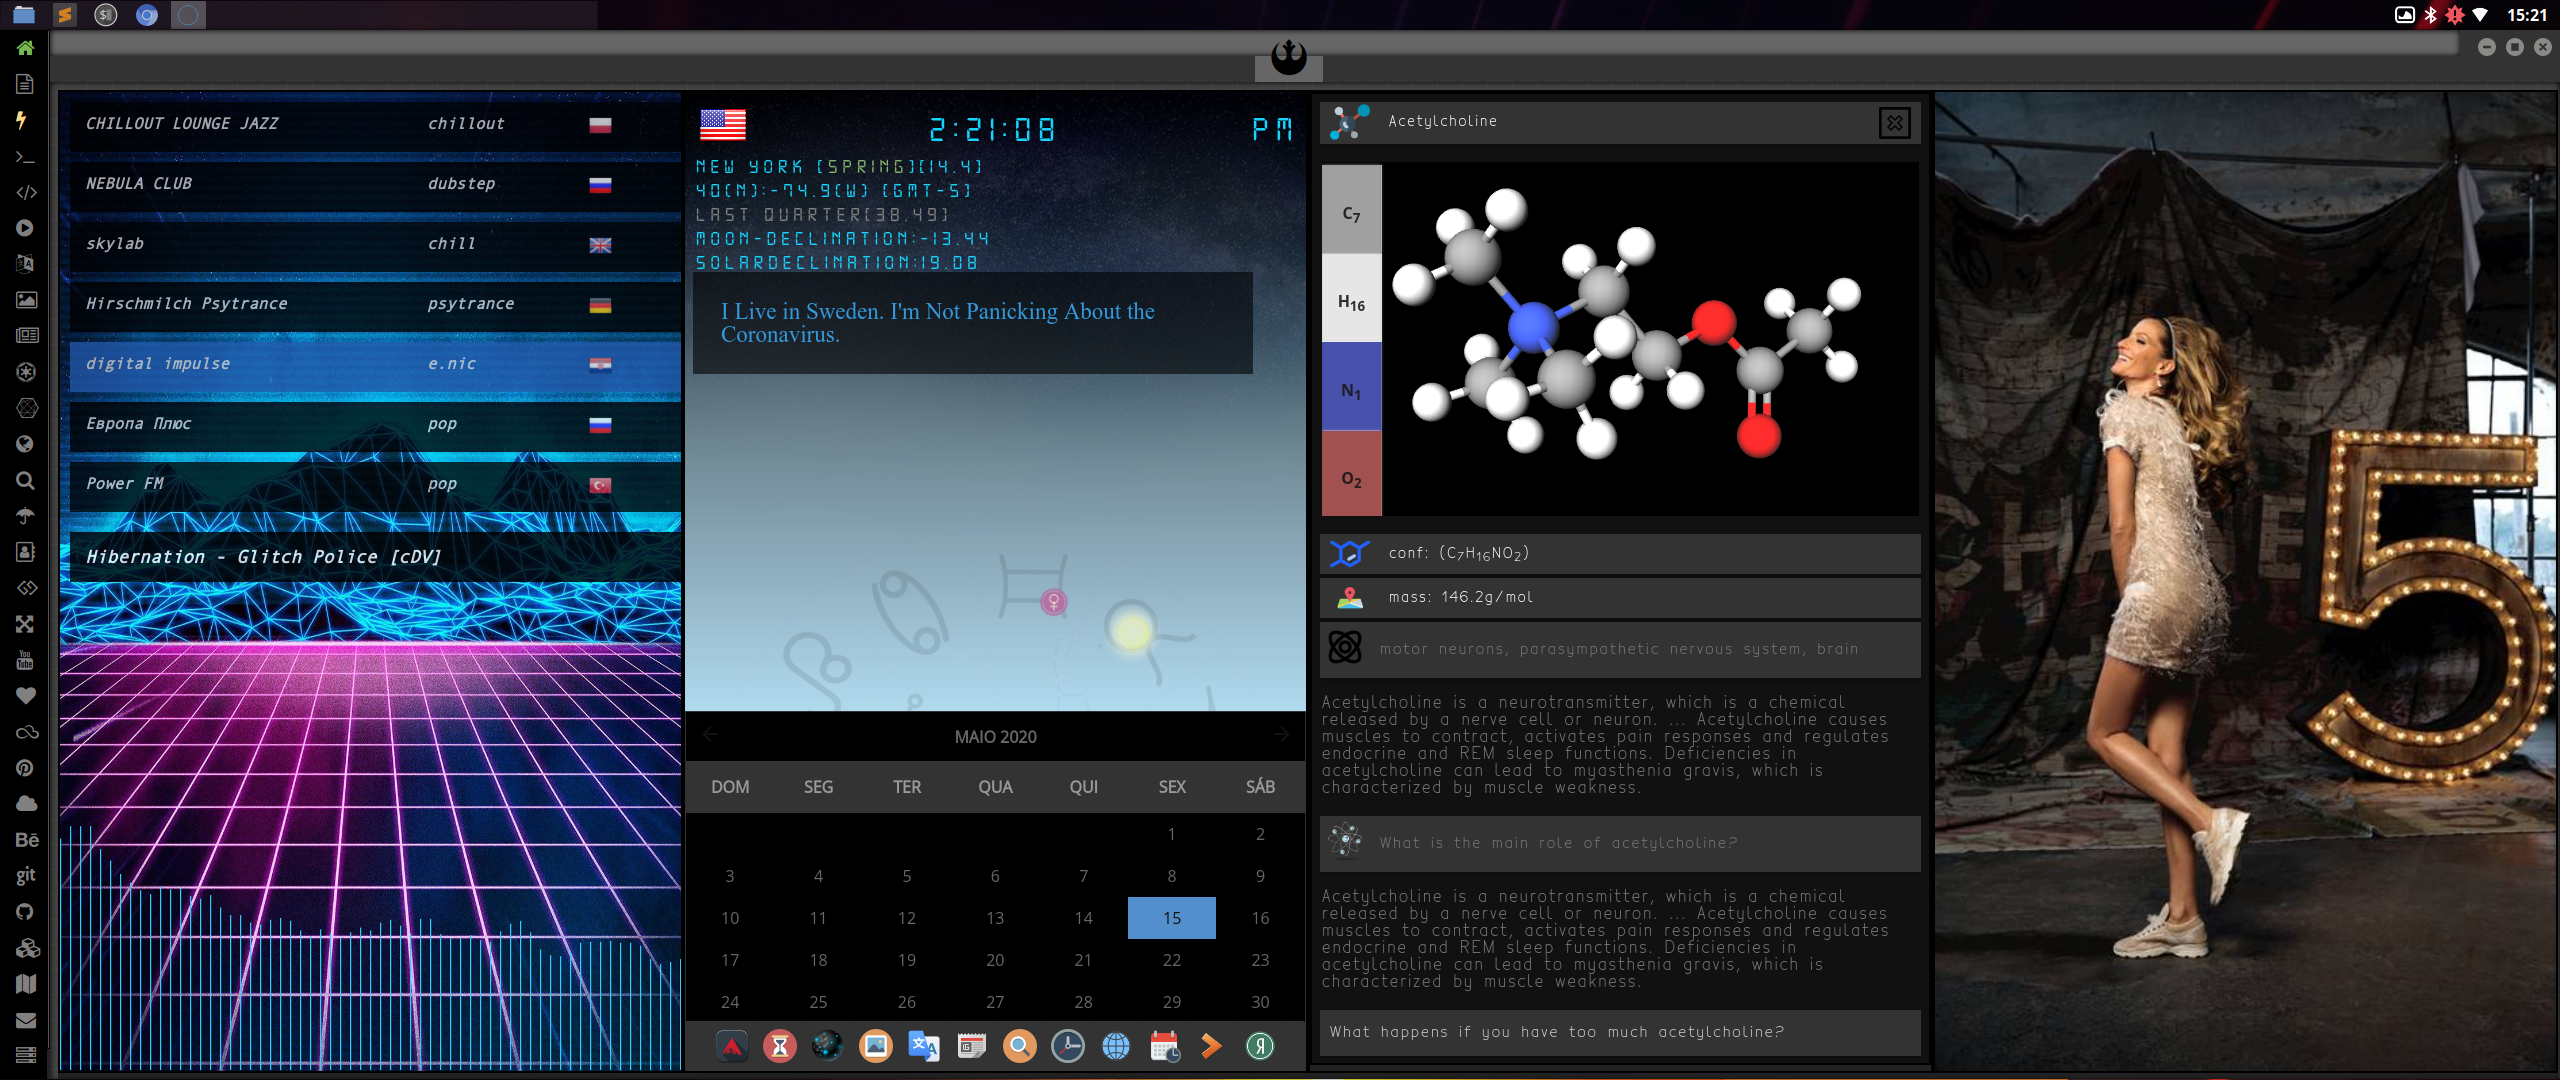 15:21
CHILLOUT LOUNGE JAZZ chillout
NEBULA CLUB dubstep
skylab chill
Hirschmilch Psytrance psytrance
digital impulse e.nic
Европа Плюс pop
Power FM pop
Hibernation - Glitch Police [cDV]
You Tube
Bē
git
2:21:08 PM
NEW YORK [SPRING][14.4]
40(N):-74.9(W) [GMT-5]
LAST QUARTER[38.49]
MOON-DECLINATION:-13.44
SOLARDECLINATION:19.08
I Live in Sweden. I'm Not Panicking About the
Coronavirus.
MAIO 2020
DOM SEG TER QUA QUI SEX SÁB
1 2
3 4 5 6 7 8 9
10 11 12 13 14 15 16
17 18 19 20 21 22 23
24 25 26 27 28 29 30
Acetylcholine
C7
H16
N1
O2
conf: (C7H16NO2)
mass: 146.2g/mol
motor neurons, parasympathetic nervous system, brain
Acetylcholine is a neurotransmitter, which is a chemical
released by a nerve cell or neuron. ... Acetylcholine causes
muscles to contract, activates pain responses and regulates
endocrine and REM sleep functions. Deficiencies in
acetylcholine can lead to myasthenia gravis, which is
characterized by muscle weakness.
What is the main role of acetylcholine?
Acetylcholine is a neurotransmitter, which is a chemical
released by a nerve cell or neuron. ... Acetylcholine causes
muscles to contract, activates pain responses and regulates
endocrine and REM sleep functions. Deficiencies in
acetylcholine can lead to myasthenia gravis, which is
characterized by muscle weakness.
What happens if you have too much acetylcholine?
5